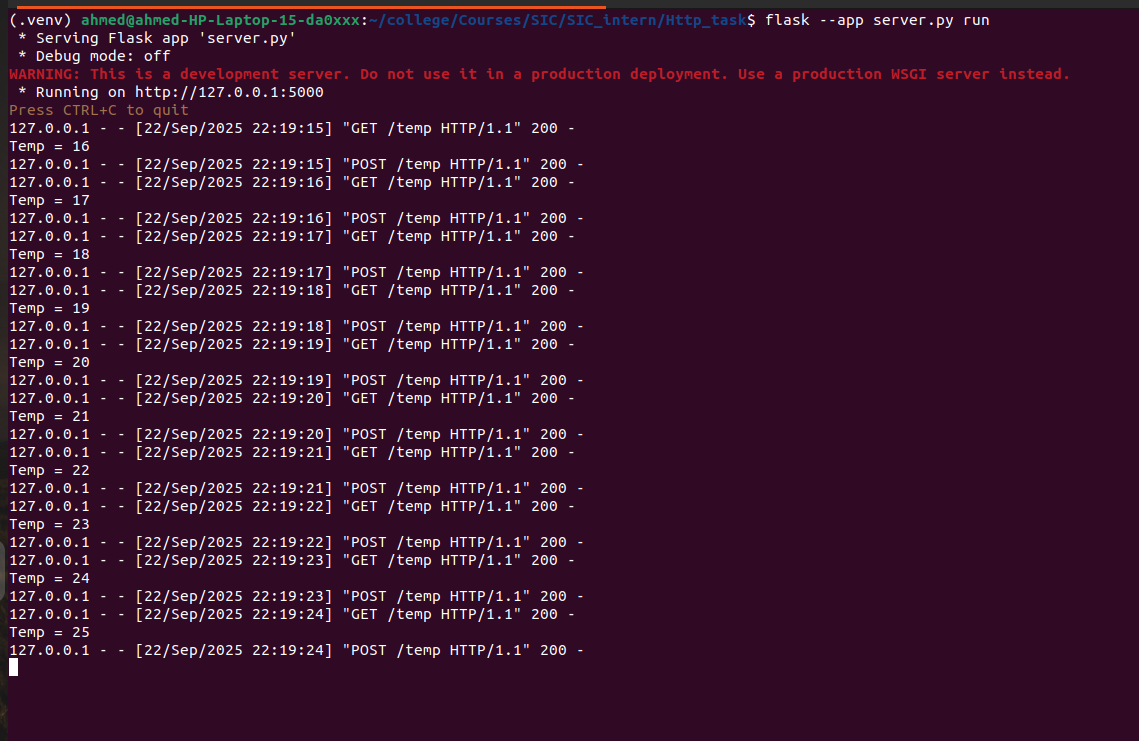 (.venv) ahmed@ahmed-HP-Laptop-15-da0xxx:~/college/Courses/SIC/SIC_intern/Http_task$ flask --app server.py run
 * Serving Flask app 'server.py'
 * Debug mode: off
WARNING: This is a development server. Do not use it in a production deployment. Use a production WSGI server instead.
 * Running on http://127.0.0.1:5000
Press CTRL+C to quit
127.0.0.1 - - [22/Sep/2025 22:19:15] "GET /temp HTTP/1.1" 200 -
Temp = 16
127.0.0.1 - - [22/Sep/2025 22:19:15] "POST /temp HTTP/1.1" 200 -
127.0.0.1 - - [22/Sep/2025 22:19:16] "GET /temp HTTP/1.1" 200 -
Temp = 17
127.0.0.1 - - [22/Sep/2025 22:19:16] "POST /temp HTTP/1.1" 200 -
127.0.0.1 - - [22/Sep/2025 22:19:17] "GET /temp HTTP/1.1" 200 -
Temp = 18
127.0.0.1 - - [22/Sep/2025 22:19:17] "POST /temp HTTP/1.1" 200 -
127.0.0.1 - - [22/Sep/2025 22:19:18] "GET /temp HTTP/1.1" 200 -
Temp = 19
127.0.0.1 - - [22/Sep/2025 22:19:18] "POST /temp HTTP/1.1" 200 -
127.0.0.1 - - [22/Sep/2025 22:19:19] "GET /temp HTTP/1.1" 200 -
Temp = 20
127.0.0.1 - - [22/Sep/2025 22:19:19] "POST /temp HTTP/1.1" 200 -
127.0.0.1 - - [22/Sep/2025 22:19:20] "GET /temp HTTP/1.1" 200 -
Temp = 21
127.0.0.1 - - [22/Sep/2025 22:19:20] "POST /temp HTTP/1.1" 200 -
127.0.0.1 - - [22/Sep/2025 22:19:21] "GET /temp HTTP/1.1" 200 -
Temp = 22
127.0.0.1 - - [22/Sep/2025 22:19:21] "POST /temp HTTP/1.1" 200 -
127.0.0.1 - - [22/Sep/2025 22:19:22] "GET /temp HTTP/1.1" 200 -
Temp = 23
127.0.0.1 - - [22/Sep/2025 22:19:22] "POST /temp HTTP/1.1" 200 -
127.0.0.1 - - [22/Sep/2025 22:19:23] "GET /temp HTTP/1.1" 200 -
Temp = 24
127.0.0.1 - - [22/Sep/2025 22:19:23] "POST /temp HTTP/1.1" 200 -
127.0.0.1 - - [22/Sep/2025 22:19:24] "GET /temp HTTP/1.1" 200 -
Temp = 25
127.0.0.1 - - [22/Sep/2025 22:19:24] "POST /temp HTTP/1.1" 200 -